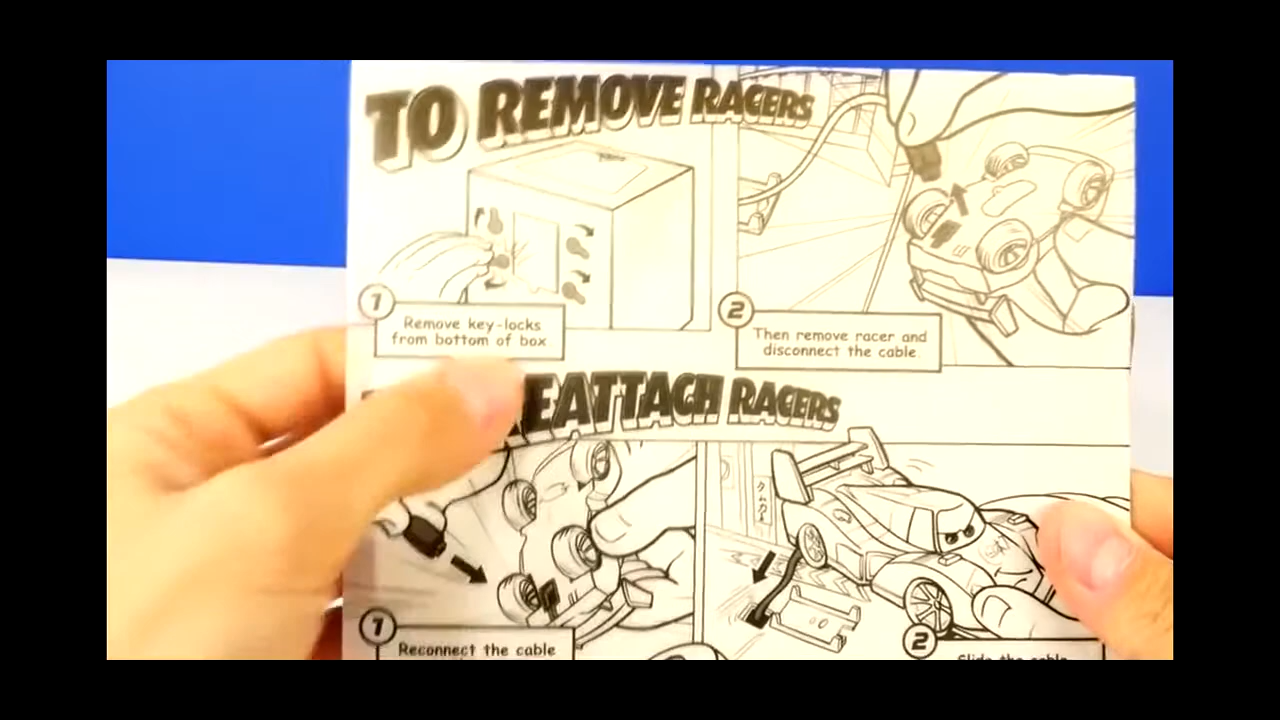 TO REMOVE RACERS
1
Remove key-locks
from bottom of box
2
Then remove racer and
disconnect the cable.
RACERS
1
Reconnect the cable
2